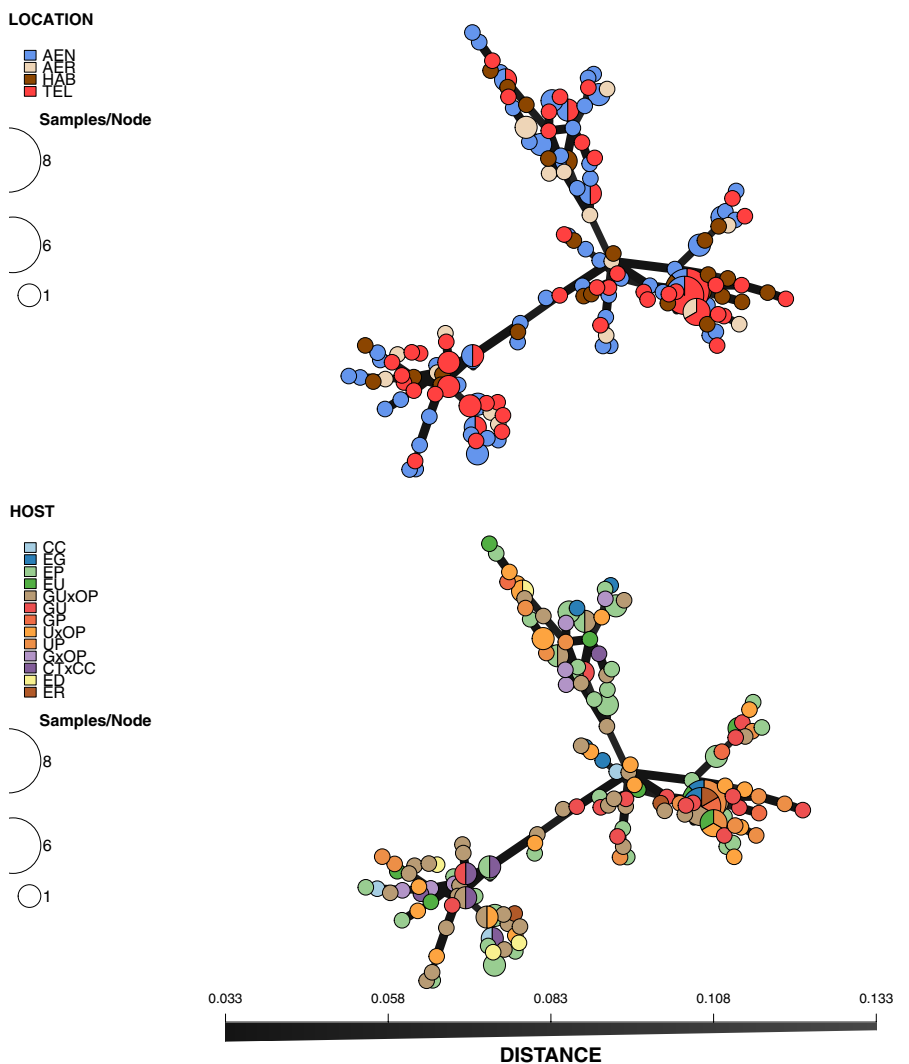 LOCATION
AEN
AER
HAB
TEL
Samples/Node
8
6
1
HOST
CC
EG
EP
EU
GUxOP
GU
GP
UxOP
UP
GxOP
CTxCC
ED
ER
Samples/Node
8
6
1
0.033 0.058 0.083 0.108 0.133
DISTANCE